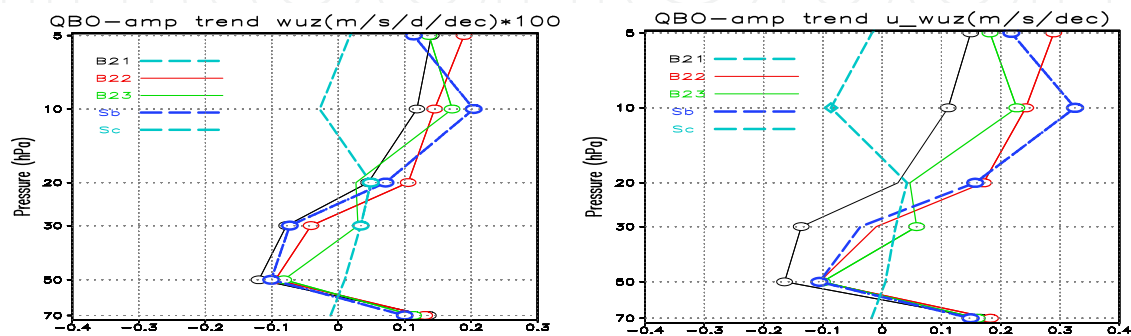 QBO-amp trend wuz(m/s/d/dec)*100
5
10
20
30
50
70
Pressure (hPa)
B21
B22
B23
Sb
Sc
-0.4 -0.3 -0.2 -0.1 0 0.1 0.2 0.3
QBO-amp trend u_wuz(m/s/dec)
5
10
20
30
50
70
Pressure (hPa)
B21
B22
B23
Sb
Sc
-0.4 -0.3 -0.2 -0.1 0 0.1 0.2 0.3 0.4